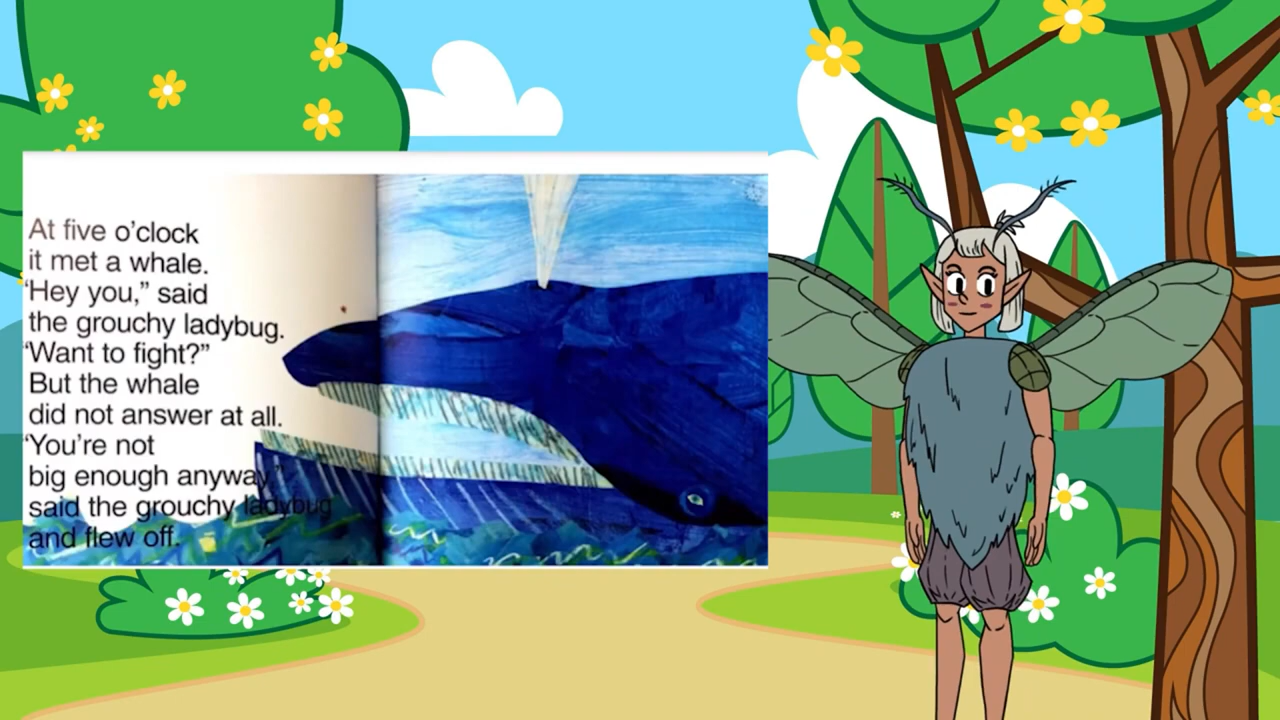 At five o’clock
it met a whale.
“Hey you,” said
the grouchy ladybug.
“Want to fight?”
But the whale
did not answer at all.
“You’re not
big enough anyway,”
said the grouchy ladybug
and flew off.